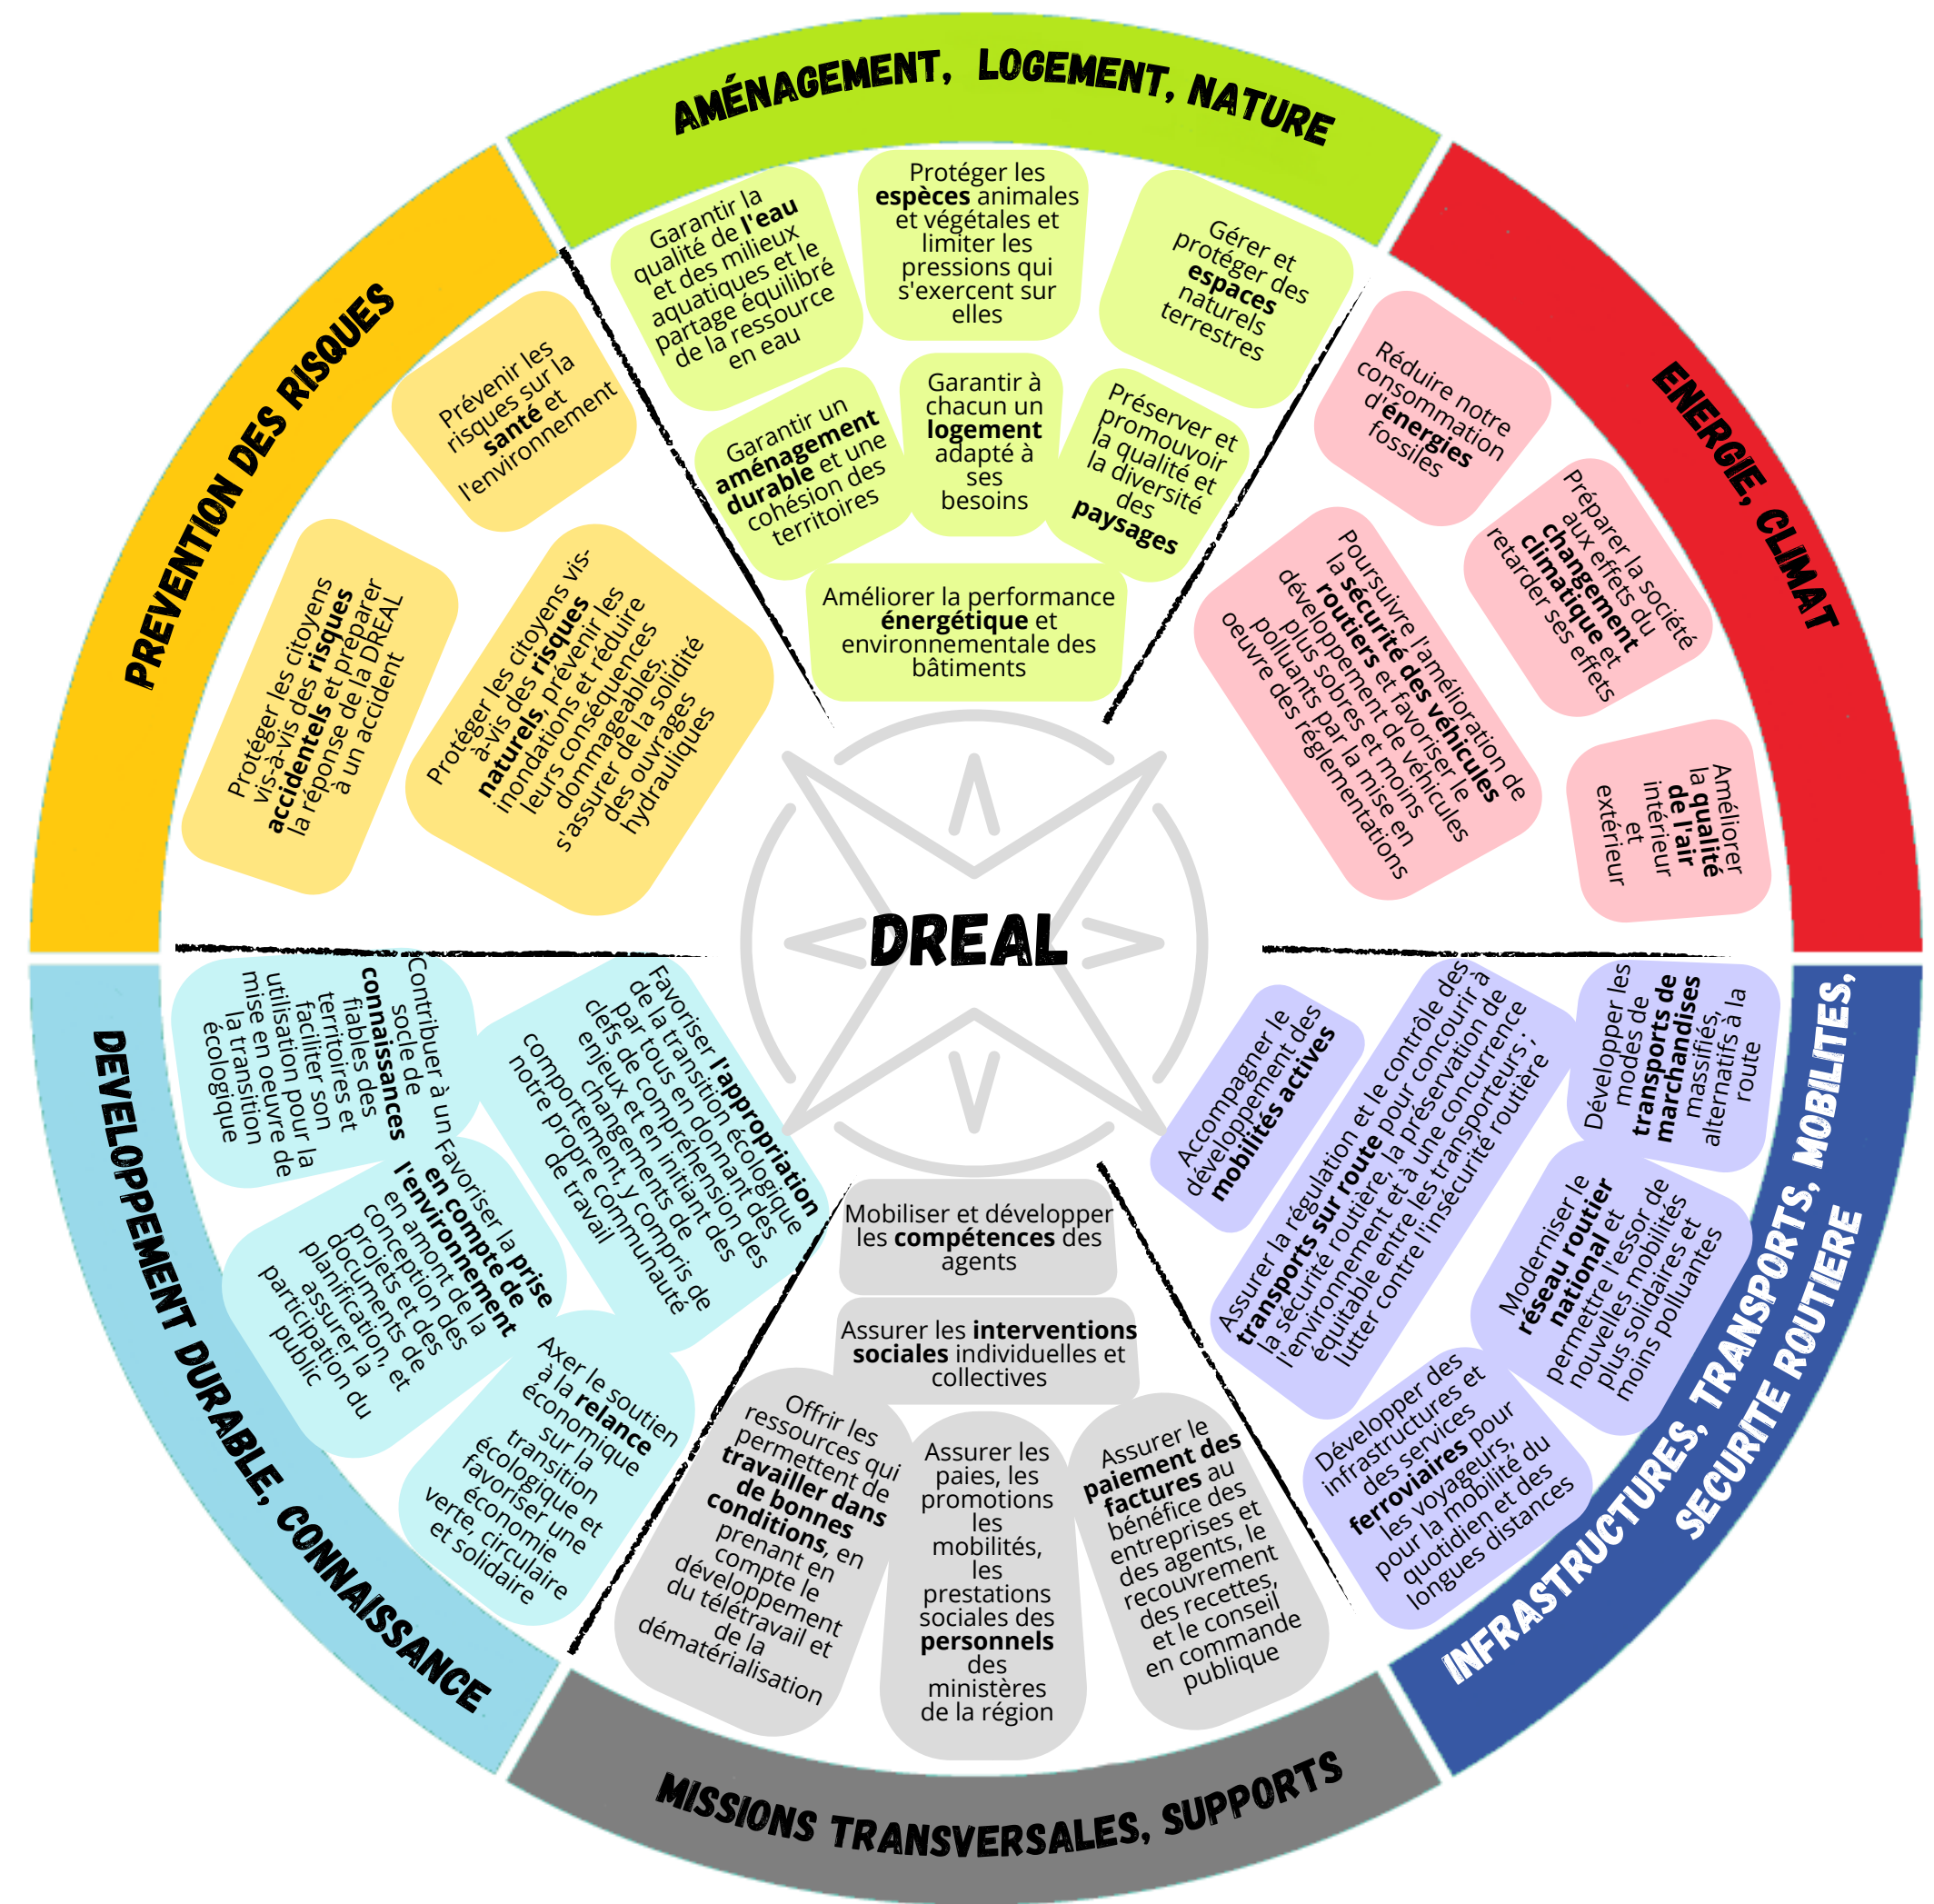 AMÉNAGEMENT, LOGEMENT, NATURE
Garantir la
qualité de l'eau
et des milieux
aquatiques et le
partage équilibré
de la ressource
en eau
Protéger les
espèces animales
et végétales et
limiter les
pressions qui
s'exercent sur
elles
Gérer et
protéger des
espaces
naturels
terrestres
Garantir un
aménagement
durable et une
cohésion des
territoires
Garantir à
chacun un
logement
adapté à
ses
besoins
Préserver et
promouvoir
la qualité et
la diversité
des
paysages
Améliorer la performance
énergétique et
environnementale des
bâtiments
ENERGIE, CLIMAT
Réduire notre
consommation
d'énergies
fossiles
Préparer la société
aux effets du
changement
climatique et
retarder ses effets
Poursuivre l'amélioration de
la sécurité des véhicules
routiers et favoriser le
développement de véhicules
plus sobres et moins
polluants par la mise en
oeuvre des réglementations
Améliorer
la qualité
de l'air
intérieur
et
extérieur
INFRASTRUCTURES, TRANSPORTS, MOBILITES,
SECURITE ROUTIERE
Développer les
modes de
transports de
marchandises
massifiés,
alternatifs à la
route
Accompagner le
développement des
mobilités actives
Assurer la régulation et le contrôle des
transports sur route pour concourir à
la sécurité routière, la préservation de
l'environnement et à une concurrence
équitable entre les transporteurs ;
lutter contre l'insécurité routière
Moderniser le
réseau routier
national et
permettre l'essor de
nouvelles mobilités
plus solidaires et
moins polluantes
Développer des
infrastructures et
des services
ferroviaires pour
les voyageurs,
pour la mobilité du
quotidien et des
longues distances
MISSIONS TRANSVERSALES, SUPPORTS
Mobiliser et développer
les compétences des
agents
Assurer les interventions
sociales individuelles et
collectives
Offrir les
ressources qui
permettent de
travailler dans
de bonnes
conditions, en
prenant en
compte le
développement
du télétravail et
de la
dématérialisation
Assurer les
paies, les
promotions
les
mobilités,
les
prestations
sociales des
personnels
des
ministères
de la région
Assurer le
paiement des
factures au
bénéfice des
entreprises et
des agents, le
recouvrement
des recettes,
et le conseil
en commande
publique
DEVELOPPEMENT DURABLE, CONNAISSANCE
Contribuer à un
socle de
connaissances
fiables des
territoires et
faciliter son
utilisation pour la
mise en oeuvre de
la transition
écologique
Favoriser l'appropriation
de la transition écologique
par tous en donnant des
clefs de compréhension des
enjeux et en initiant des
changements de
comportement, y compris de
notre propre communauté
de travail
Favoriser la prise
en compte de
l'environnement
en amont de la
conception des
projets et des
documents de
planification, et
assurer la
participation du
public
Axer le soutien
à la relance
économique
sur la
transition
écologique et
favoriser une
économie
verte, circulaire
et solidaire
PREVENTION DES RISQUES
Prévenir les
risques sur la
santé et
l'environnement
Protéger les citoyens
vis-à-vis des risques
accidentels et préparer
la réponse de la DREAL
à un accident
Protéger les citoyens vis-
à-vis des risques
naturels, prévenir les
inondations et réduire
leurs conséquences
dommageables,
s'assurer de la solidité
des ouvrages
hydrauliques
DREAL